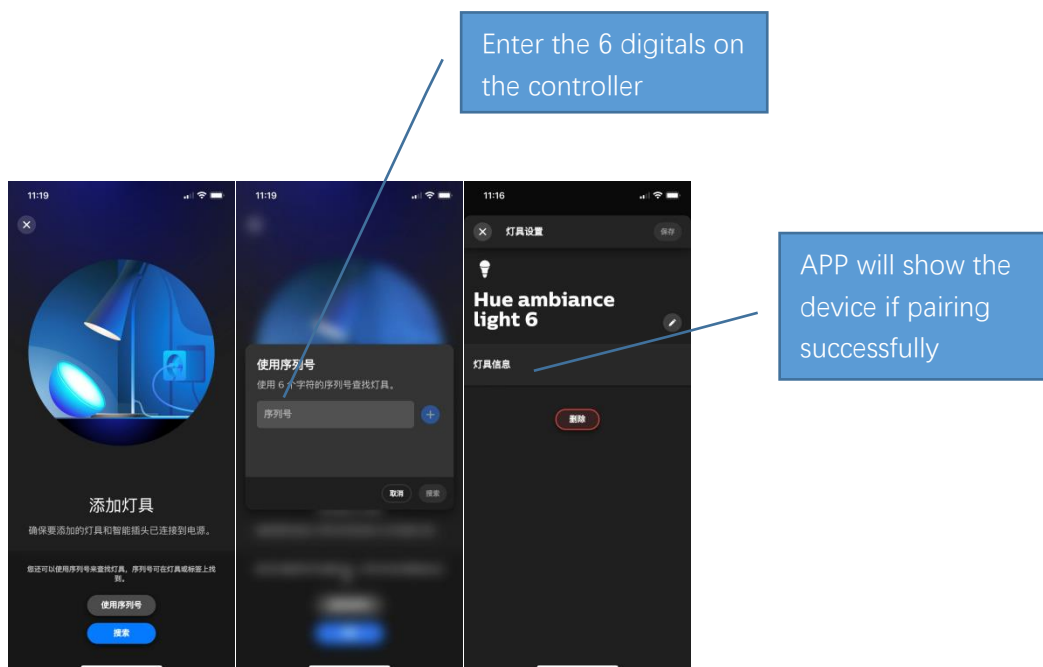 Enter the 6 digitals on
the controller
11:19
添加灯具
确保要添加的灯具和智能插头已连接到电源。
您还可以使用序列号来查找灯具，序列号可在灯具或标签上找
到。
使用序列号
搜索
11:19
使用序列号
使用 6 个字符的序列号查找灯具。
序列号
取消
搜索
11:16
灯具设置
保存
Hue ambiance
light 6
灯具信息
删除
APP will show the
device if pairing
successfully